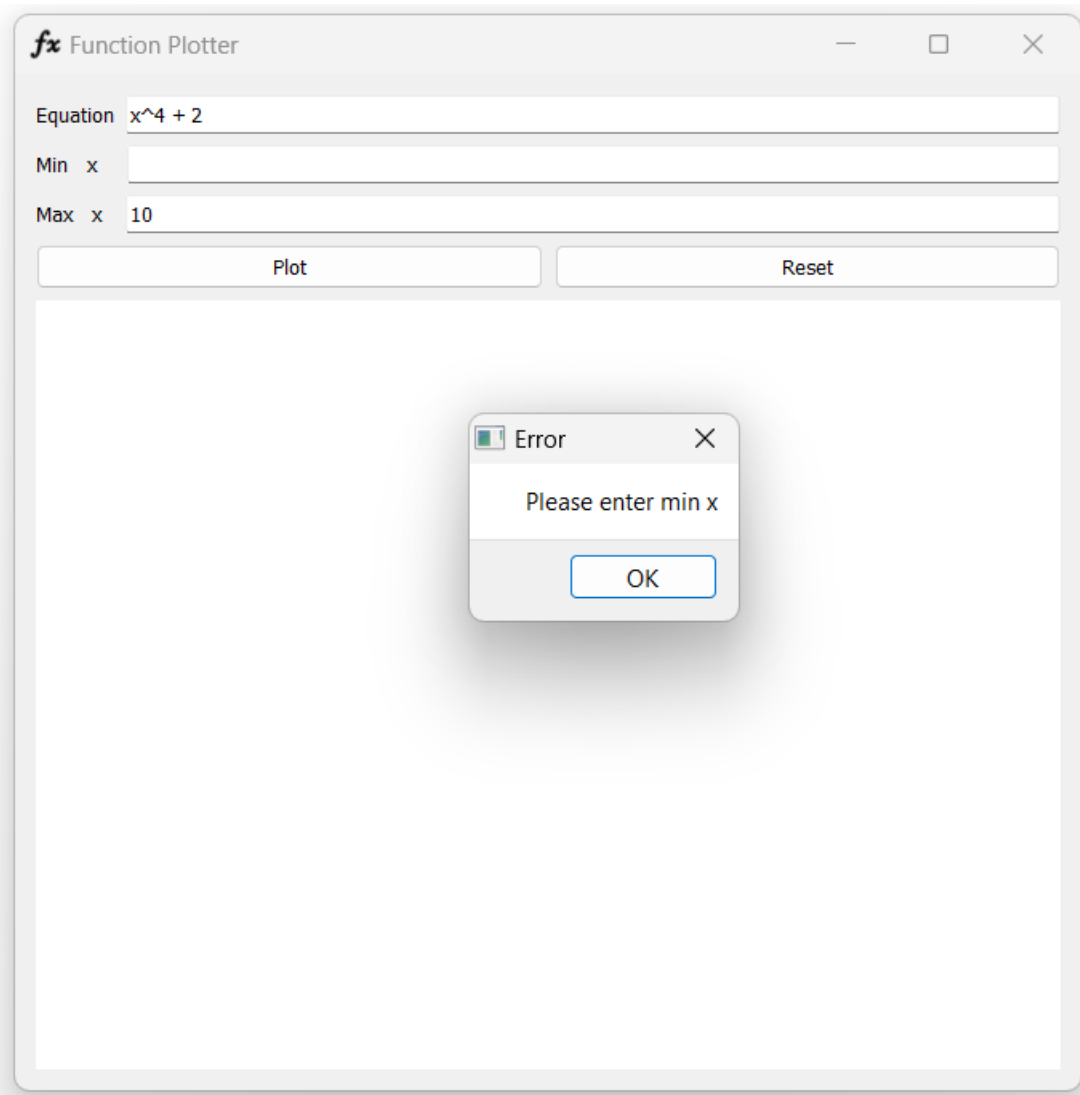 fx Function Plotter
Equation x^4 + 2
Min x
Max x 10
Plot Reset
Error
Please enter min x
OK